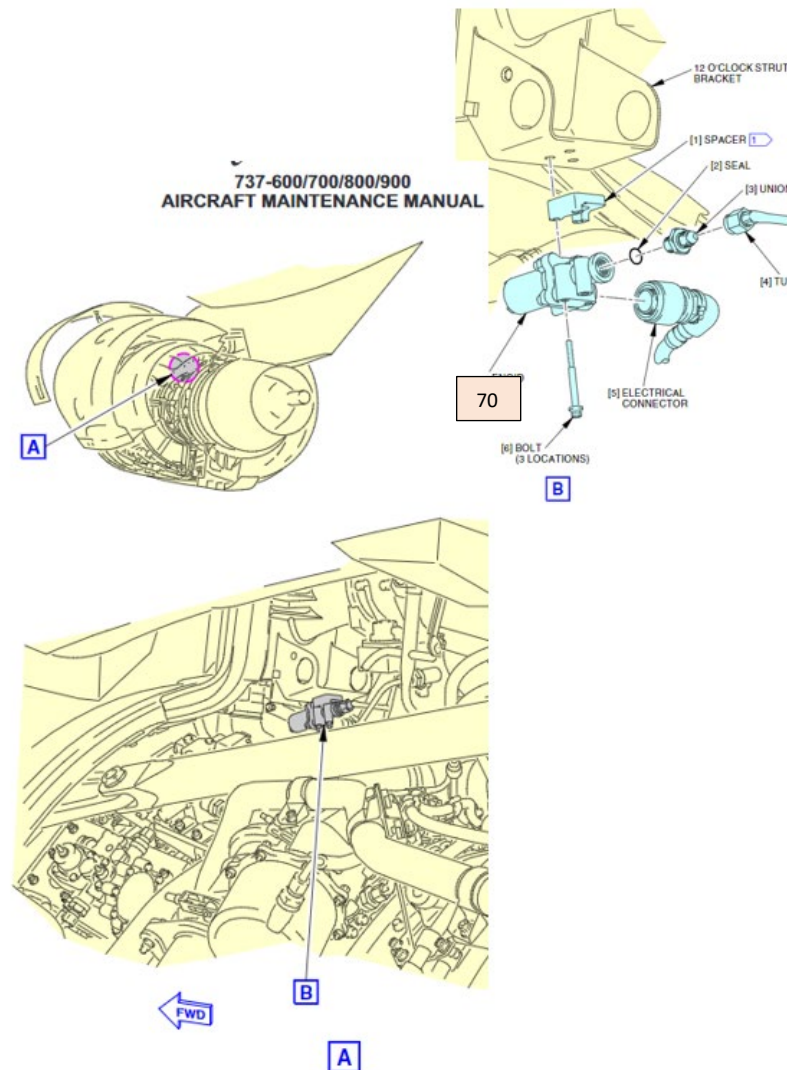 12 O'CLOCK STRUT
BRACKET
[1] SPACER 1
[2] SEAL
[3] UNION
[4] TU
737-600/700/800/900
AIRCRAFT MAINTENANCE MANUAL
70
[5] ELECTRICAL
CONNECTOR
[6] BOLT
(3 LOCATIONS)
B
A
B
FWD
A